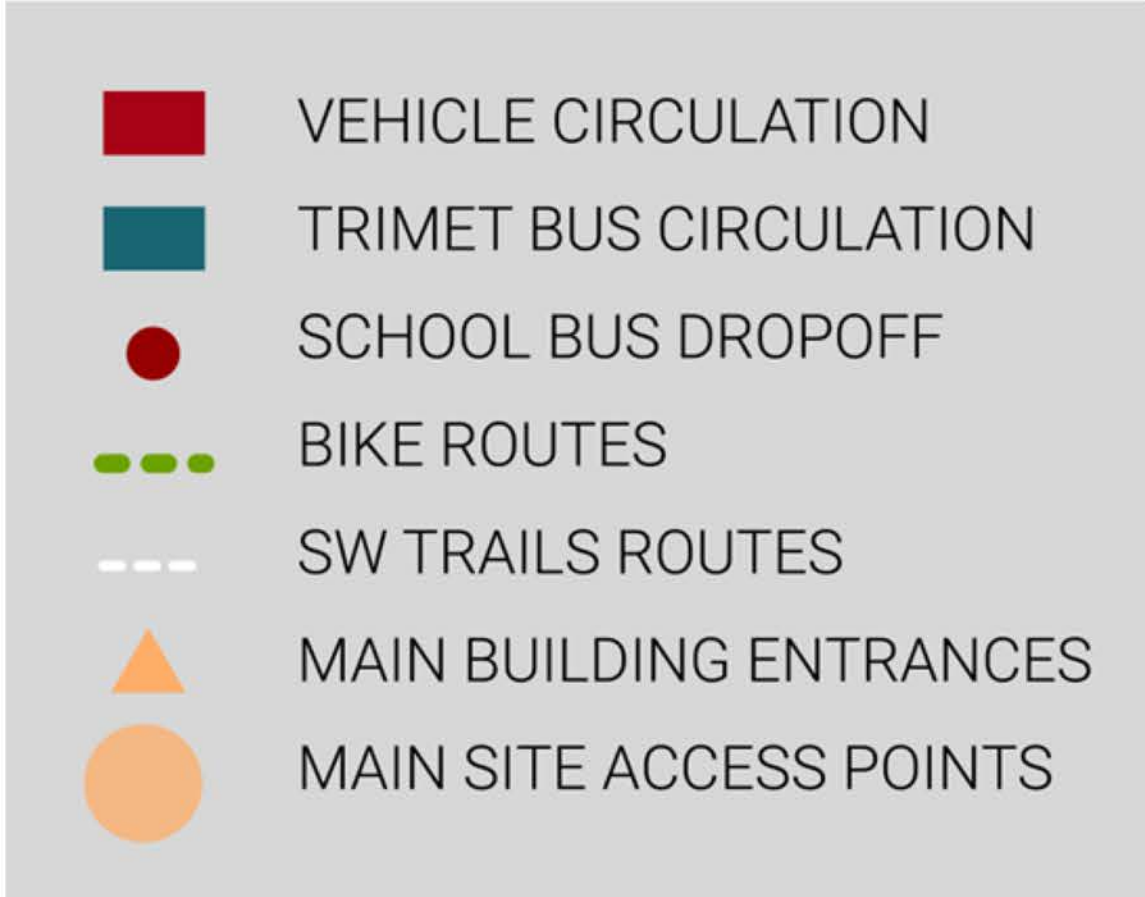 VEHICLE CIRCULATION
TRIMET BUS CIRCULATION
SCHOOL BUS DROPOFF
BIKE ROUTES
SW TRAILS ROUTES
MAIN BUILDING ENTRANCES
MAIN SITE ACCESS POINTS